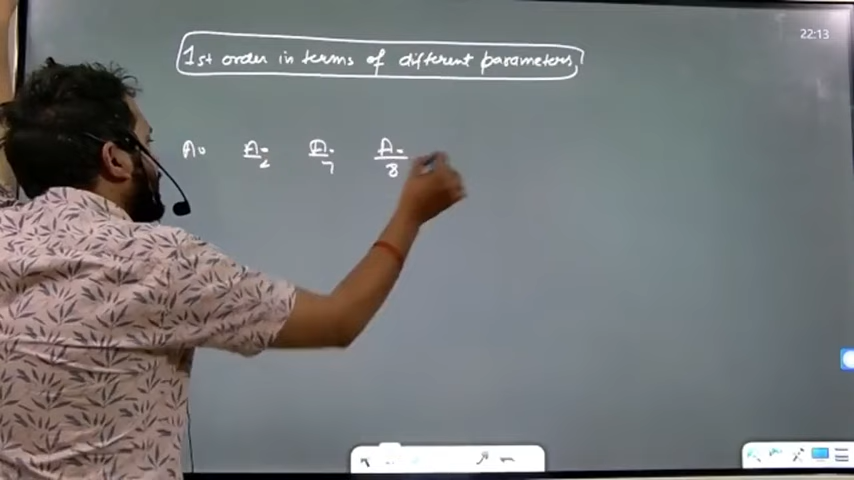 22:13
1st order in terms of different parameters
A₀ A₀/2 A₀/7 A₀/8